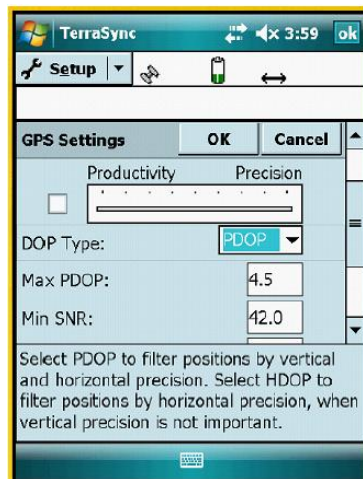 TerraSync 3:59 ok
Setup
GPS Settings OK Cancel
Productivity Precision
DOP Type: PDOP
Max PDOP: 4.5
Min SNR: 42.0
Select PDOP to filter positions by vertical
and horizontal precision. Select HDOP to
filter positions by horizontal precision, when
vertical precision is not important.